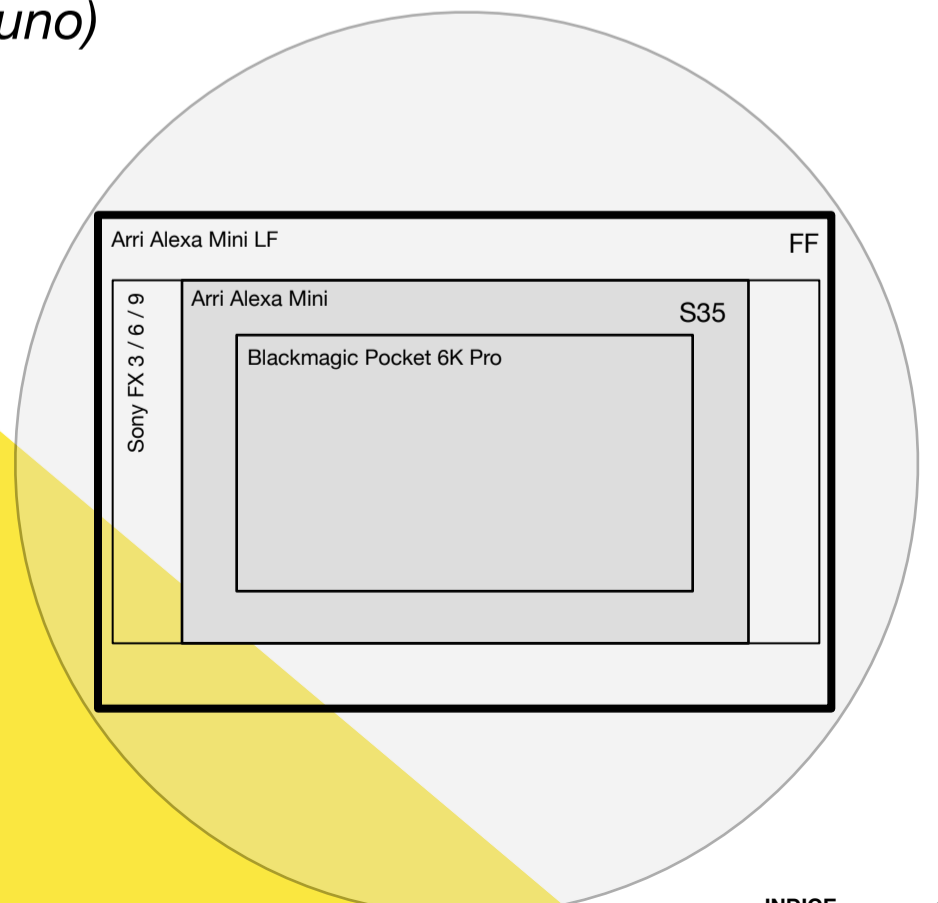 uno)
Arri Alexa Mini LF
FF
Sony FX 3 / 6 / 9
Arri Alexa Mini
S35
Blackmagic Pocket 6K Pro
INDICE